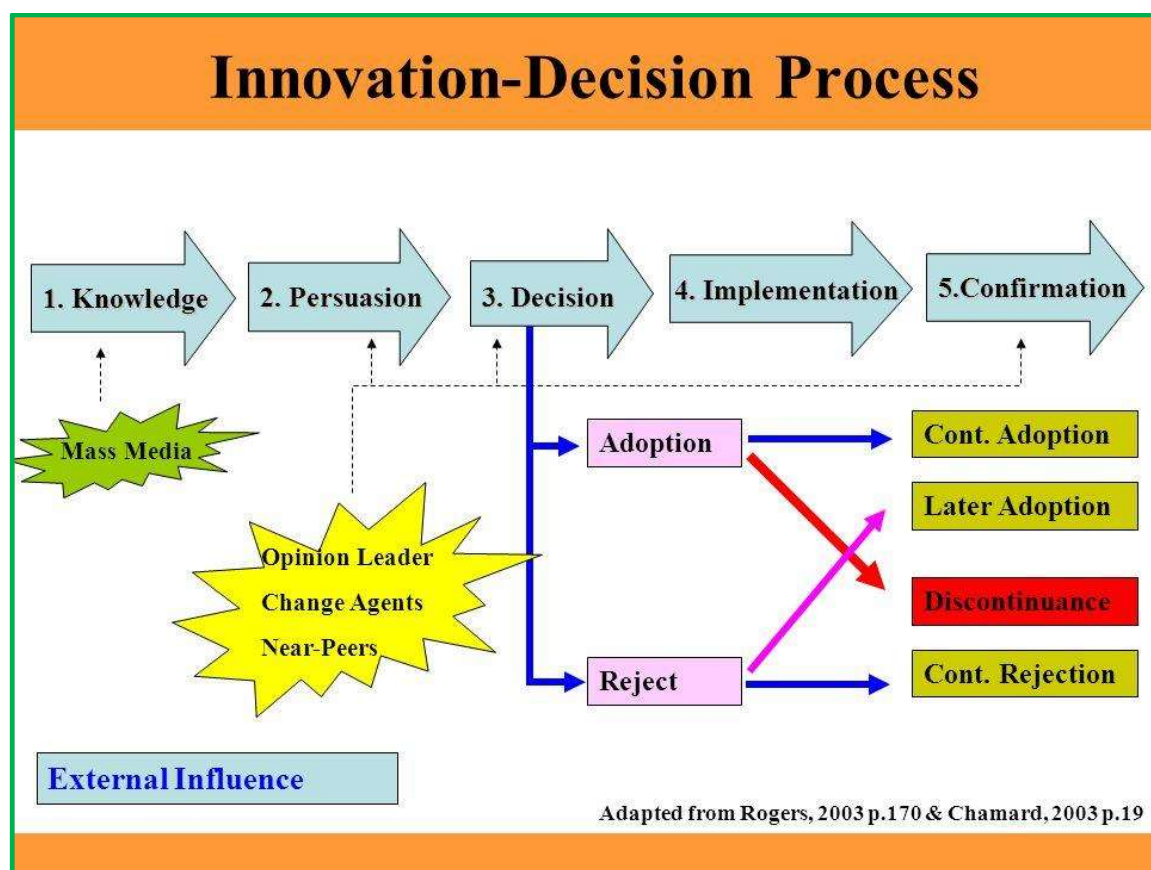 Innovation-Decision Process
1. Knowledge
2. Persuasion
3. Decision
4. Implementation
5.Confirmation
Mass Media
Opinion Leader
Change Agents
Near-Peers
Adoption
Reject
Cont. Adoption
Later Adoption
Discontinuance
Cont. Rejection
External Influence
Adapted from Rogers, 2003 p.170 & Chamard, 2003 p.19